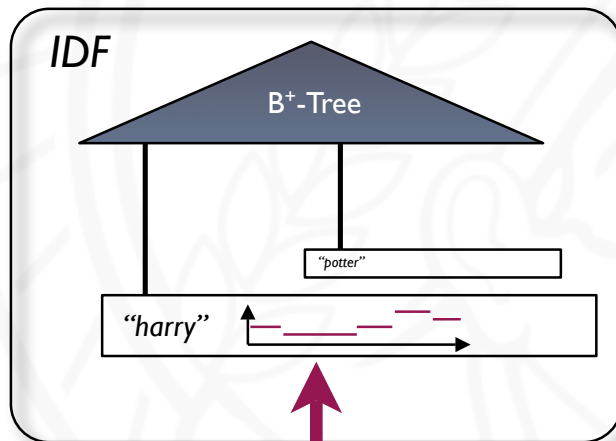 IDF
B⁺-Tree
“potter”
“harry”